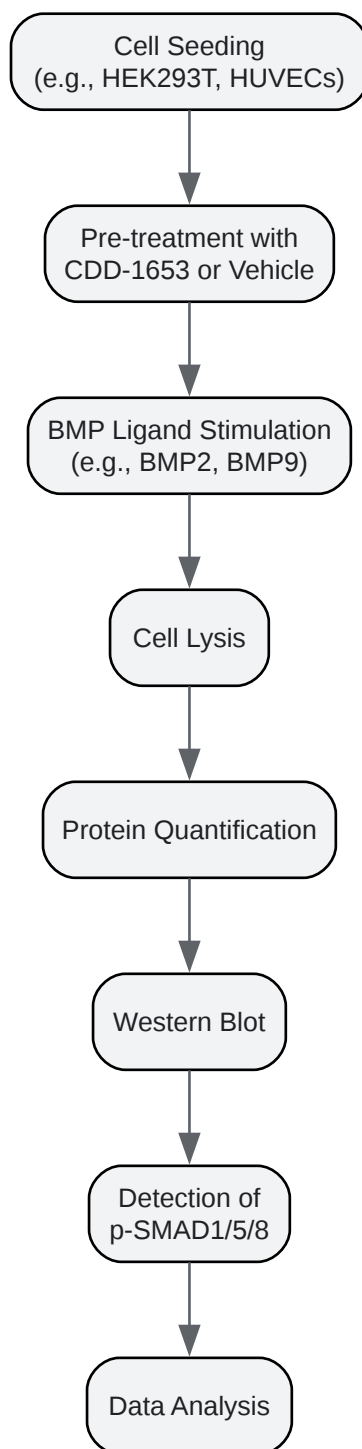 Cell Seeding
(e.g., HEK293T, HUVECs)
Pre-treatment with
CDD-1653 or Vehicle
BMP Ligand Stimulation
(e.g., BMP2, BMP9)
Cell Lysis
Protein Quantification
Western Blot
Detection of
p-SMAD1/5/8
Data Analysis